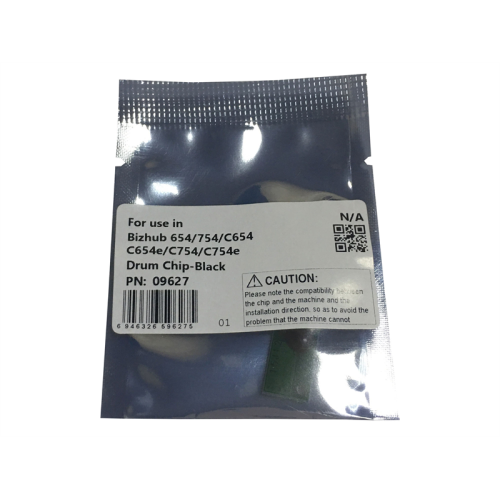 For use in
Bizhub 654/754/C654
C654e/C754/C754e
Drum Chip-Black
PN: 09627
N/A
CAUTION:
Please note the compatibility between
the chip and the machine and the
installation direction, so as to avoid the
problem that the machine cannot
6 946326 596275
01